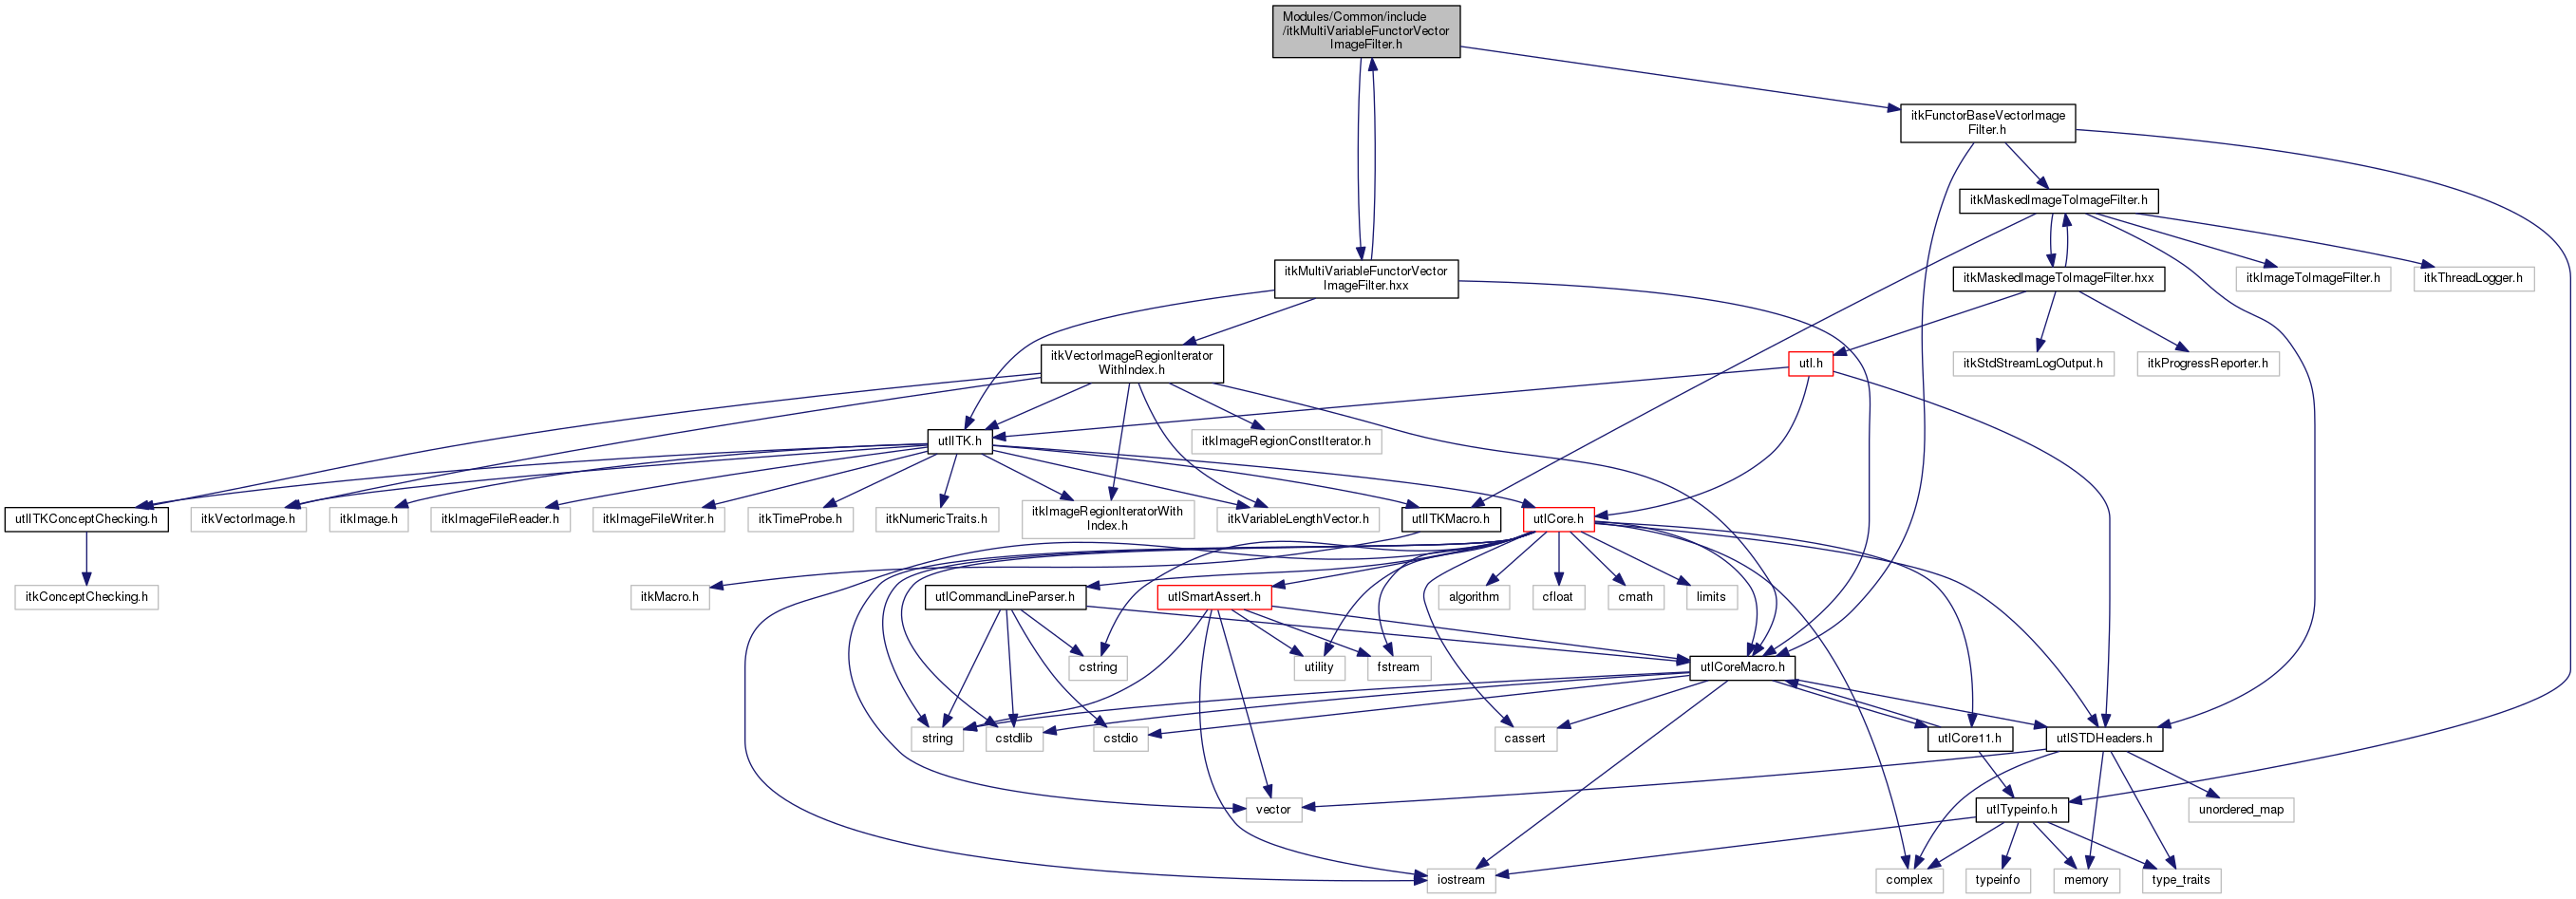 Modules/Common/include
/itkMultiVariableFunctorVector
ImageFilter.h
itkFunctorBaseVectorImage
Filter.h
itkMaskedImageToImageFilter.h
itkMultiVariableFunctorVector
ImageFilter.hxx
itkMaskedImageToImageFilter.hxx
itkImageToImageFilter.h
itkThreadLogger.h
itkVectorImageRegionIterator
WithIndex.h
utl.h
itkStdStreamLogOutput.h
itkProgressReporter.h
utlITK.h
itkImageRegionConstIterator.h
utlITKConceptChecking.h
itkVectorImage.h
itkImage.h
itkImageFileReader.h
itkImageFileWriter.h
itkTimeProbe.h
itkNumericTraits.h
itkImageRegionIteratorWith
Index.h
itkVariableLengthVector.h
utlITKMacro.h
utlCore.h
itkConceptChecking.h
itkMacro.h
utlCommandLineParser.h
utlSmartAssert.h
algorithm
cfloat
cmath
limits
cstring
utility
fstream
utlCoreMacro.h
string
cstdlib
cstdio
cassert
utlCore11.h
utlSTDHeaders.h
vector
utlTypeinfo.h
unordered_map
iostream
complex
typeinfo
memory
type_traits